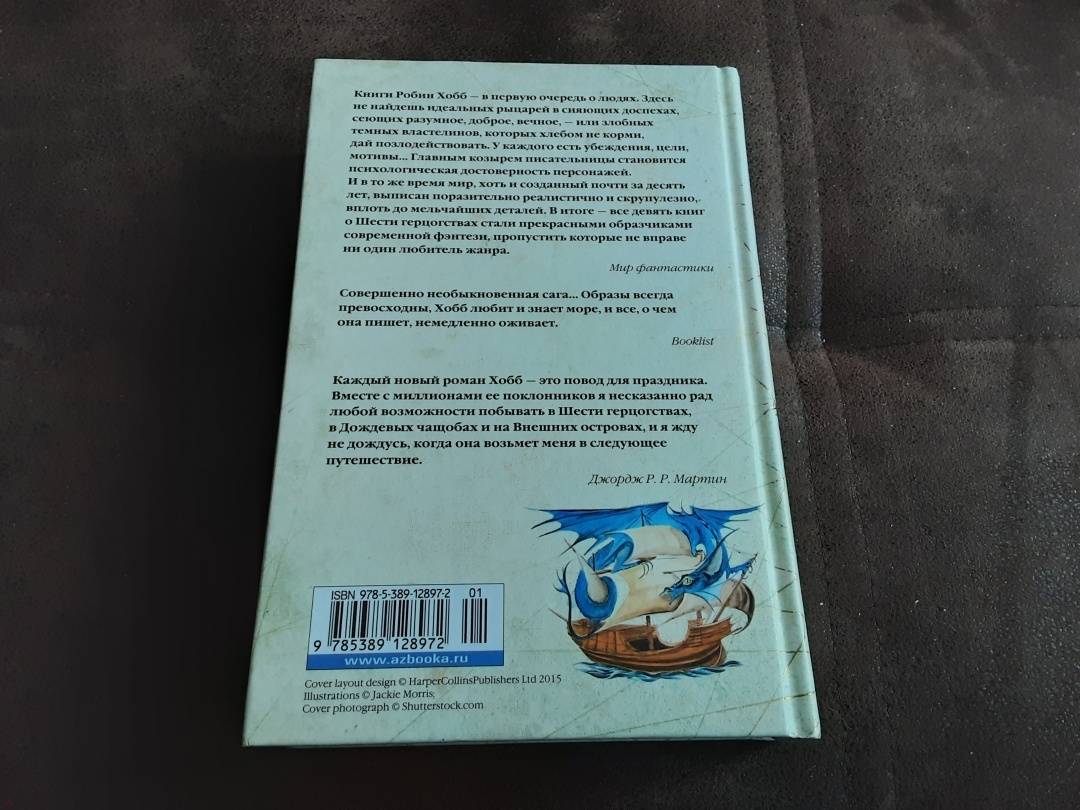 Книги Робин Хобб — в первую очередь о людях. Здесь
не найдешь идеальных рыцарей в сияющих доспехах,
сеющих разумное, доброе, вечное, — или злобных
темных властелинов, которых хлебом не корми,
дай позлодействовать. У каждого есть убеждения, цели,
мотивы... Главным козырем писательницы становится
психологическая достоверность персонажей.
И в то же время мир, хоть и созданный почти за десять
лет, выписан поразительно реалистично и скрупулезно,
вплоть до мельчайших деталей. В итоге — все девять книг
о Шести герцогствах стали прекрасными образчиками
современной фэнтези, пропустить которые не вправе
ни один любитель жанра.
Мир фантастики
Совершенно необыкновенная сага... Образы всегда
превосходны, Хобб любит и знает море, и все, о чем
она пишет, немедленно оживает.
Booklist
Каждый новый роман Хобб — это повод для праздника.
Вместе с миллионами ее поклонников я несказанно рад
любой возможности побывать в Шести герцогствах,
в Дождевых чащобах и на Внешних островах, и я жду
не дождусь, когда она возьмет меня в следующее
путешествие.
Джордж Р. Р. Мартин
ISBN 978-5-389-12897-2 01
9 785389 128972
www.azbooka.ru
Cover layout design © HarperCollinsPublishers Ltd 2015
Illustrations © Jackie Morris;
Cover photograph © Shutterstock.com